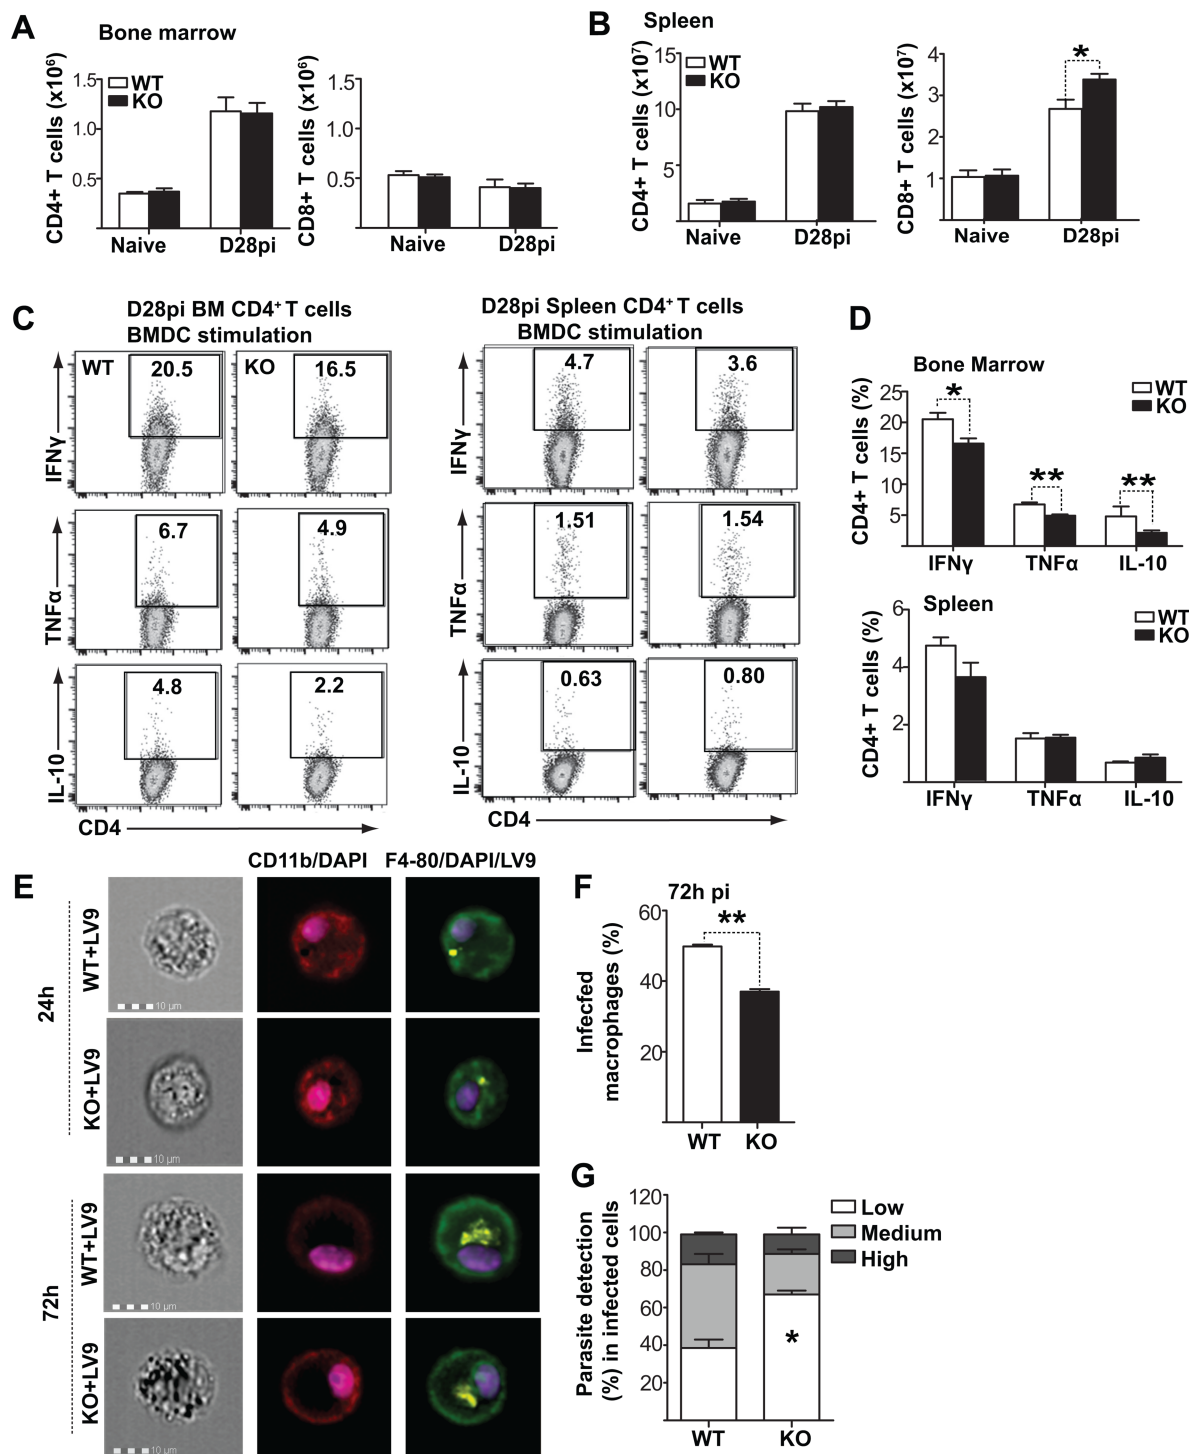 A
Bone marrow
CD4+ T cells (x10⁶)
1.5
1.0
0.5
WT
KO
Naive
D28pi
CD8+ T cells (x10⁶)
1.5
1.0
0.5
Naive
D28pi
B
Spleen
CD4+ T cells (x10⁷)
15
10
5
WT
KO
Naive
D28pi
CD8+ T cells (x10⁷)
4
3
2
1
*
Naive
D28pi
C
D28pi BM CD4⁺ T cells
BMDC stimulation
WT
20.5
KO
16.5
IFNγ
6.7
4.9
TNFα
4.8
2.2
IL-10
CD4
D28pi Spleen CD4⁺ T cells
BMDC stimulation
4.7
3.6
IFNγ
1.51
1.54
TNFα
0.63
0.80
IL-10
CD4
D
Bone Marrow
CD4+ T cells (%)
25
20
15
10
5
*
**
**
WT
KO
IFNγ
TNFα
IL-10
Spleen
CD4+ T cells (%)
6
4
2
WT
KO
IFNγ
TNFα
IL-10
E
CD11b/DAPI
F4-80/DAPI/LV9
24h
WT+LV9
10 µm
KO+LV9
10 µm
72h
WT+LV9
10 µm
KO+LV9
10 µm
F
72h pi
Infecfed
macrophages (%)
60
40
20
**
WT
KO
G
Parasite detection
(%) in infected cells
120
100
80
60
40
20
*
Low
Medium
High
WT
KO